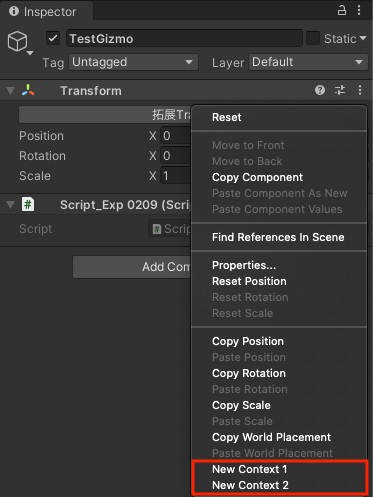 Inspector
TestGizmo
Static
Tag Untagged Layer Default
Transform
拓展Tra
Position X 0
Rotation X 0
Scale X 1
# Script_Exp 0209 (Scri
Script # Scrip
Add Com
Reset
Move to Front
Move to Back
Copy Component
Paste Component As New
Paste Component Values
Find References In Scene
Properties...
Reset Position
Reset Rotation
Reset Scale
Copy Position
Paste Position
Copy Rotation
Paste Rotation
Copy Scale
Paste Scale
Copy World Placement
Paste World Placement
New Context 1
New Context 2